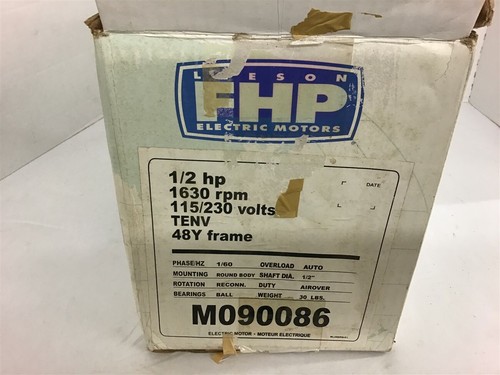 LEESON
FHP
ELECTRIC MOTORS
1/2 hp
1630 rpm
115/230 volts
TENV
48Y frame
DATE
PHASE/HZ 1/60 OVERLOAD AUTO
MOUNTING ROUND BODY SHAFT DIA. 1/2"
ROTATION RECONN. DUTY AIROVER
BEARINGS BALL WEIGHT 30 LBS.
M090086
ELECTRIC MOTOR - MOTEUR ELECTRIQUE